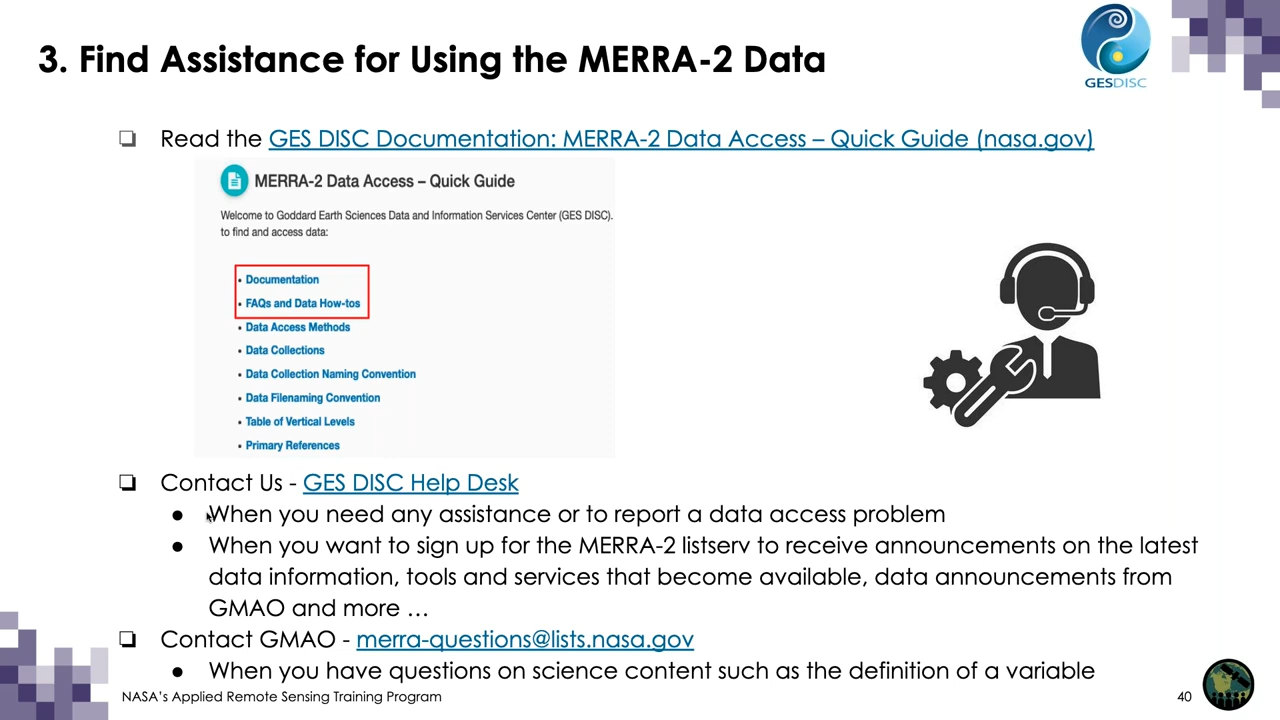 3. Find Assistance for Using the MERRA-2 Data
GES DISC
❏ Read the GES DISC Documentation: MERRA-2 Data Access – Quick Guide (nasa.gov)
MERRA-2 Data Access – Quick Guide
Welcome to Goddard Earth Sciences Data and Information Services Center (GES DISC).
to find and access data:
• Documentation
• FAQs and Data How-tos
• Data Access Methods
• Data Collections
• Data Collection Naming Convention
• Data Filenaming Convention
• Table of Vertical Levels
• Primary References
❏ Contact Us - GES DISC Help Desk
● When you need any assistance or to report a data access problem
● When you want to sign up for the MERRA-2 listserv to receive announcements on the latest
data information, tools and services that become available, data announcements from
GMAO and more …
❏ Contact GMAO - merra-questions@lists.nasa.gov
● When you have questions on science content such as the definition of a variable
NASA's Applied Remote Sensing Training Program
40